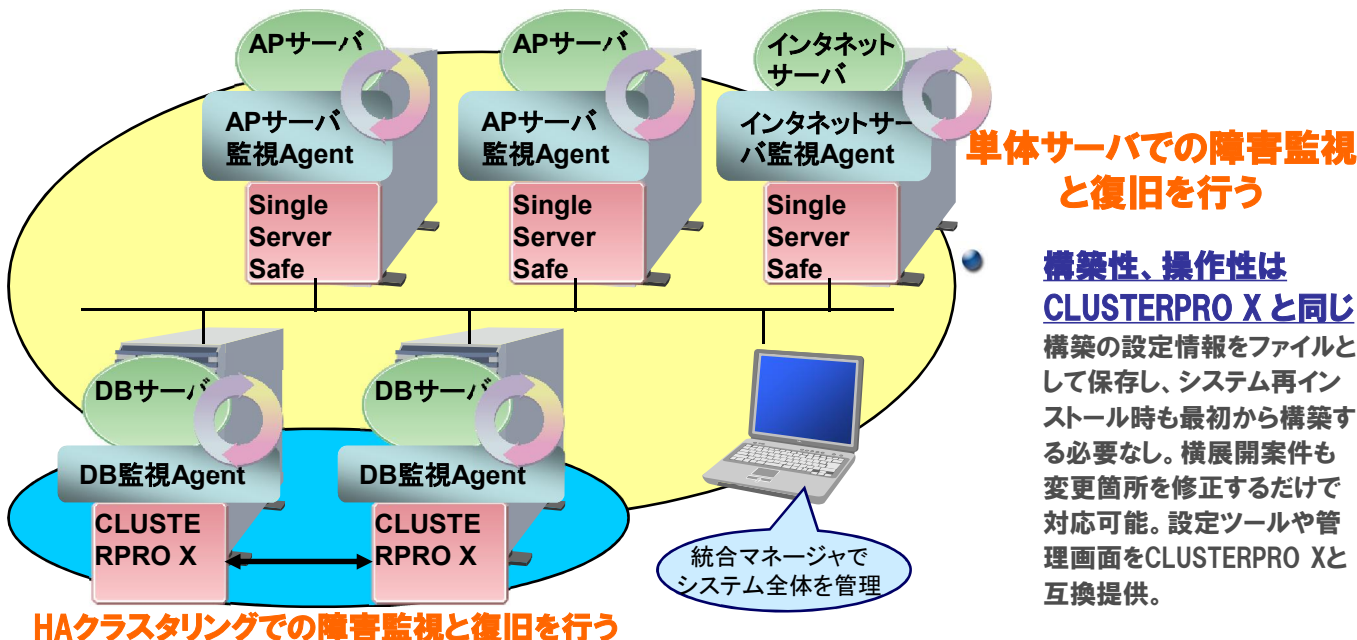 APサーバ
APサーバ
インタネット
サーバ
APサーバ
監視Agent
APサーバ
監視Agent
インタネットサー
バ監視Agent
Single
Server
Safe
Single
Server
Safe
Single
Server
Safe
単体サーバでの障害監視
と復旧を行う
構築性、操作性は
CLUSTERPRO X と同じ
構築の設定情報をファイルと
して保存し、システム再イン
ストール時も最初から構築す
る必要なし。横展開案件も
変更箇所を修正するだけで
対応可能。設定ツールや管
理画面をCLUSTERPRO Xと
互換提供。
DBサーバ
DBサーバ
DB監視Agent
DB監視Agent
CLUSTE
RPRO X
CLUSTE
RPRO X
統合マネージャで
システム全体を管理
HAクラスタリングでの障害監視と復旧を行う